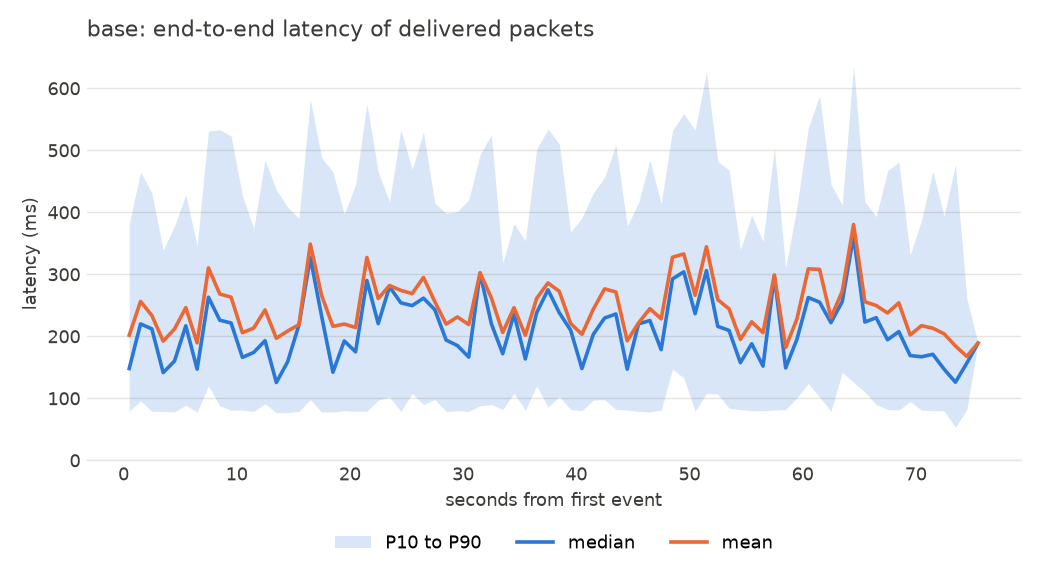 base: end-to-end latency of delivered packets
latency (ms)
600
500
400
300
200
100
0
0 10 20 30 40 50 60 70
seconds from first event
P10 to P90 median mean